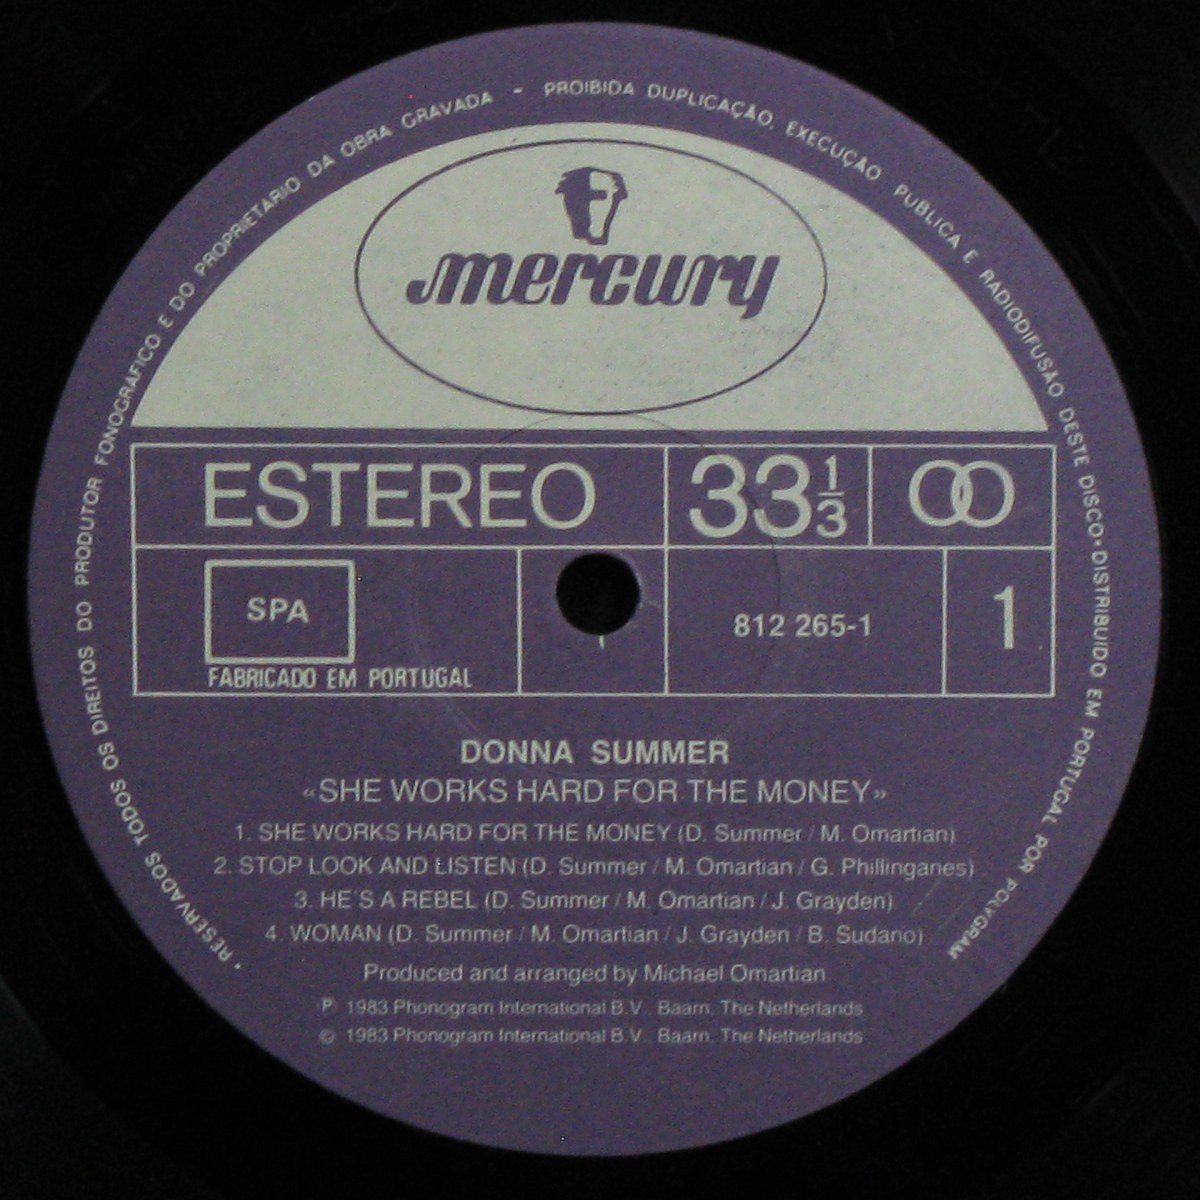 • RESERVADOS TODOS OS DIREITOS DO PRODUTOR FONOGRAFICO E DO PROPRIETARIO DA OBRA GRAVADA - PROIBIDA DUPLICAÇÃO, EXECUÇÃO PUBLICA E RADIODIFUSÃO DESTE DISCO • DISTRIBUIDO EM PORTUGAL POR POLYGRAM
mercury
ESTEREO 33 1/3
SPA 812 265-1 1
FABRICADO EM PORTUGAL
DONNA SUMMER
«SHE WORKS HARD FOR THE MONEY»
1. SHE WORKS HARD FOR THE MONEY (D. Summer / M. Omartian)
2. STOP LOOK AND LISTEN (D. Summer / M. Omartian / G. Phillinganes)
3. HE'S A REBEL (D. Summer / M. Omartian / J. Grayden)
4. WOMAN (D. Summer / M. Omartian / J. Grayden / B. Sudano)
Produced and arranged by Michael Omartian
℗ 1983 Phonogram International B.V. Baarn, The Netherlands
© 1983 Phonogram International B.V. Baarn, The Netherlands